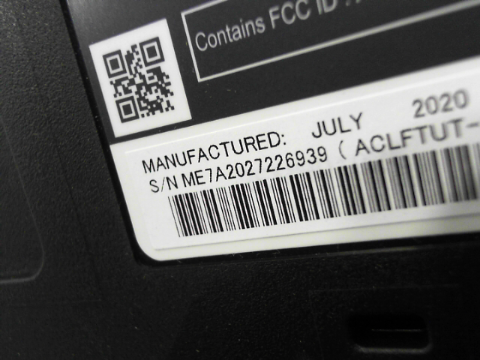 Contains FCC ID
MANUFACTURED: JULY 2020
S/N ME7A2027226939 ( ACLFTUT-